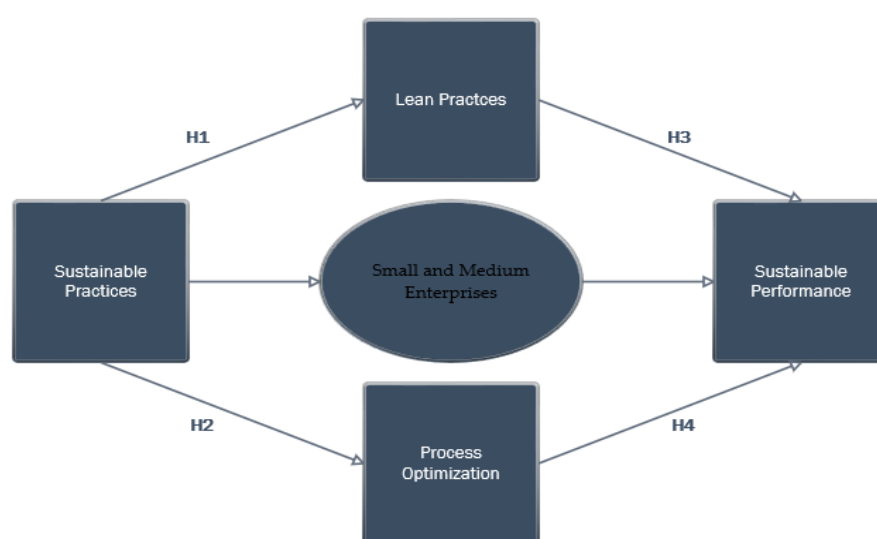 Lean Practces
H1
H3
Sustainable
Practices
Small and Medium
Enterprises
Sustainable
Performance
H2
H4
Process
Optimization